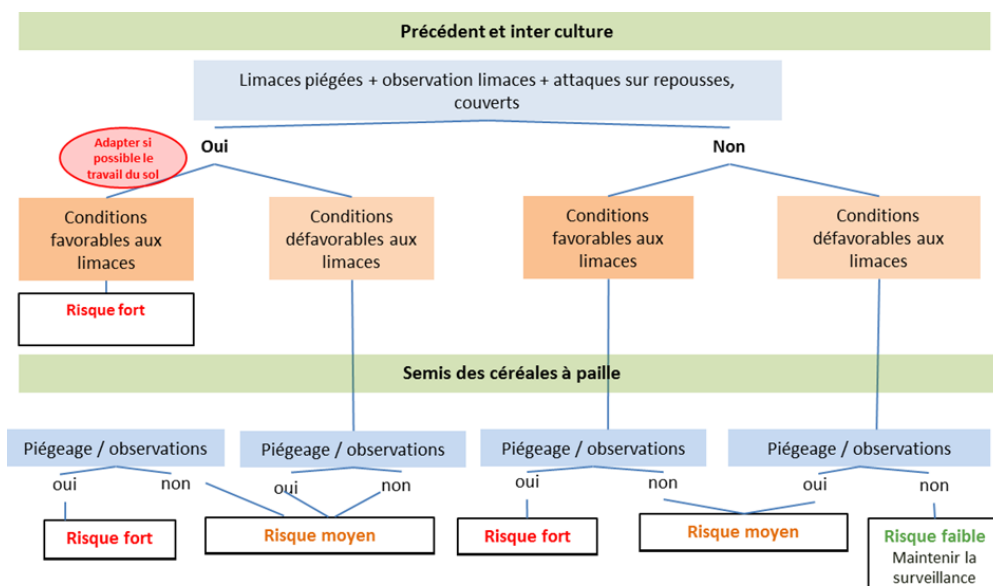 Précédent et inter culture
Limaces piégées + observation limaces + attaques sur repousses,
couverts
Adapter si
possible le
travail du sol
Oui
Non
Conditions
favorables aux
limaces
Conditions
défavorables aux
limaces
Conditions
favorables aux
limaces
Conditions
défavorables aux
limaces
Risque fort
Semis des céréales à paille
Piégeage / observations
Piégeage / observations
Piégeage / observations
Piégeage / observations
oui
non
oui
non
oui
non
oui
non
Risque fort
Risque moyen
Risque fort
Risque moyen
Risque faible
Maintenir la
surveillance